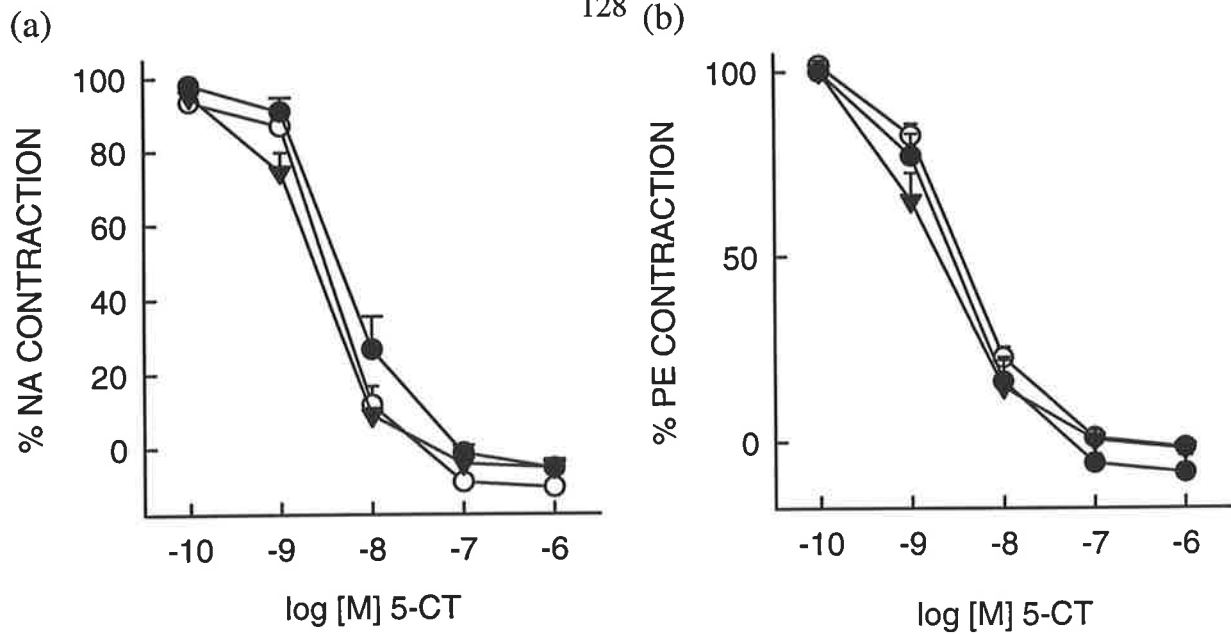 128
(a)
% NA CONTRACTION
100
80
60
40
20
0
-10 -9 -8 -7 -6
log [M] 5-CT
(b)
% PE CONTRACTION
100
50
0
-10 -9 -8 -7 -6
log [M] 5-CT